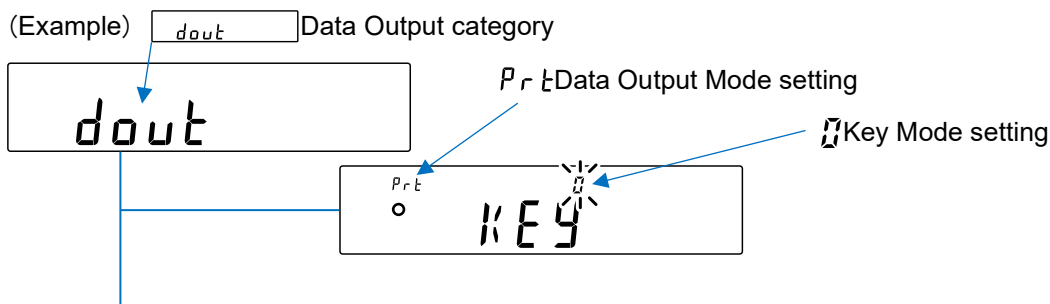 (Example) dout Data Output category
Prt Data Output Mode setting
dout
0 Key Mode setting
Prt 0
KEY